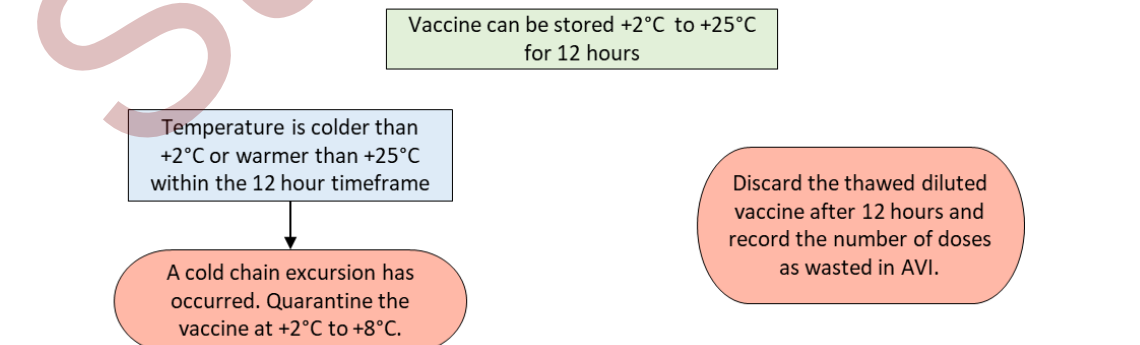 Vaccine can be stored +2°C to +25°C
for 12 hours
Temperature is colder than
+2°C or warmer than +25°C
within the 12 hour timeframe
Discard the thawed diluted
vaccine after 12 hours and
record the number of doses
as wasted in AVI.
A cold chain excursion has
occurred. Quarantine the
vaccine at +2°C to +8°C.